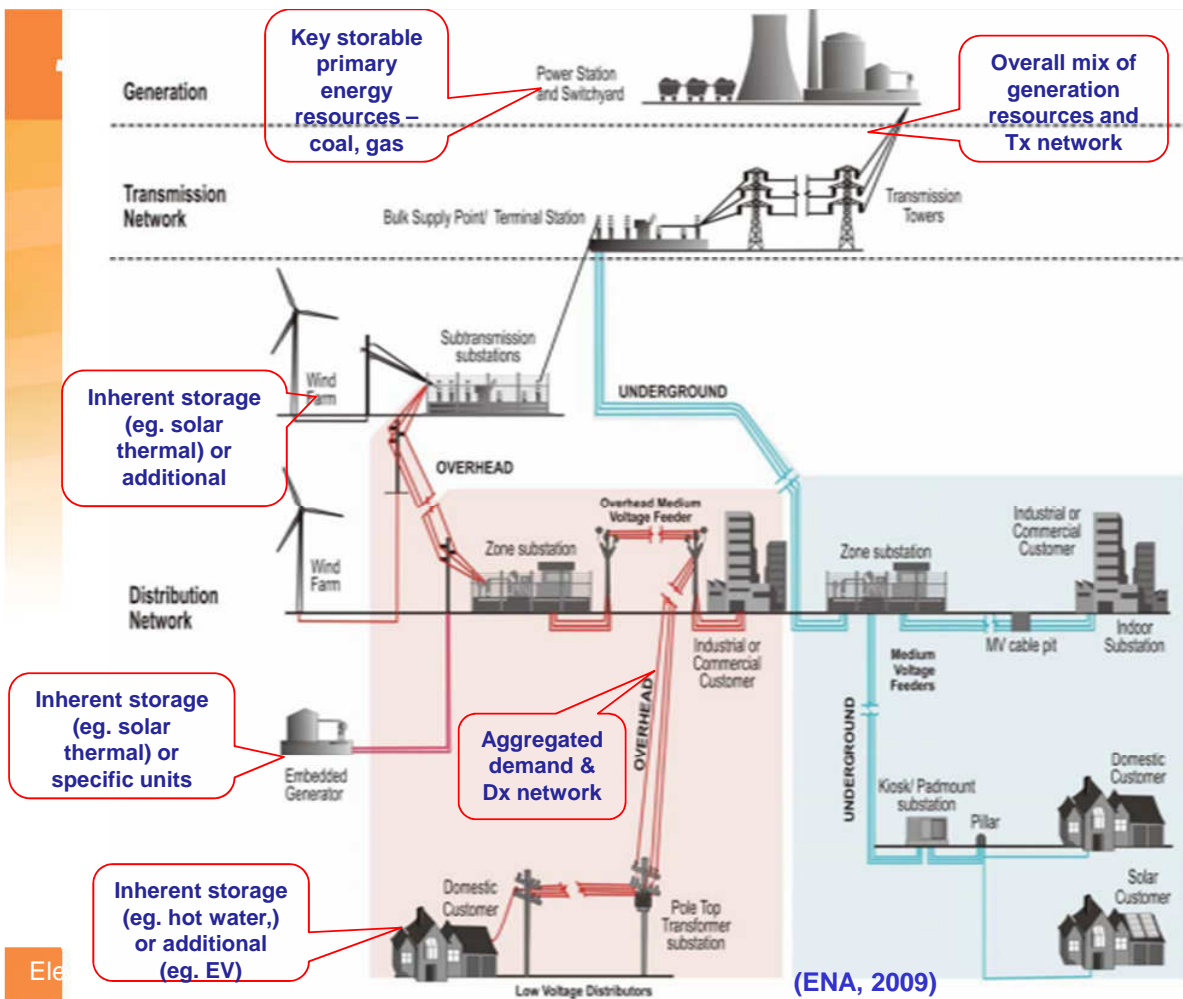 Key storable
primary
energy
resources –
coal, gas
Power Station
and Switchyard
Overall mix of
generation
resources and
Tx network
Generation
Transmission
Network
Bulk Supply Point/ Terminal Station
Transmission
Towers
Subtransmission
substations
Wind
Farm
Inherent storage
(eg. solar
thermal) or
additional
UNDERGROUND
OVERHEAD
Overhead Medium
Voltage Feeder
Zone substation
Wind
Farm
Distribution
Network
Industrial or
Commercial
Customer
Zone substation
Industrial or
Commercial
Customer
MV cable pit
Indoor
Substation
Medium
Voltage
Feeders
Inherent storage
(eg. solar
thermal) or
specific units
Embedded
Generator
Aggregated
demand &
Dx network
OVERHEAD
UNDERGROUND
Kiosk/ Padmount
substation
Pillar
Domestic
Customer
Solar
Customer
Inherent storage
(eg. hot water,)
or additional
(eg. EV)
Domestic
Customer
Pole Top
Transformer
substation
Low Voltage Distributors
(ENA, 2009)
Ele